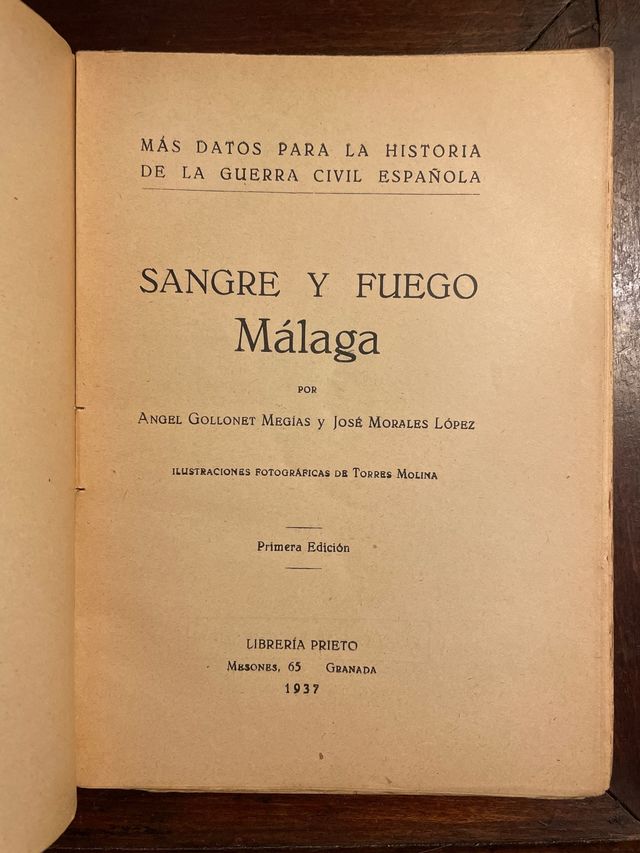 MÁS DATOS PARA LA HISTORIA
DE LA GUERRA CIVIL ESPAÑOLA
SANGRE Y FUEGO
Málaga
POR
ANGEL GOLLONET MEGÍAS Y JOSÉ MORALES LÓPEZ
ILUSTRACIONES FOTOGRÁFICAS DE TORRES MOLINA
Primera Edición
LIBRERÍA PRIETO
MESONES, 65 GRANADA
1937